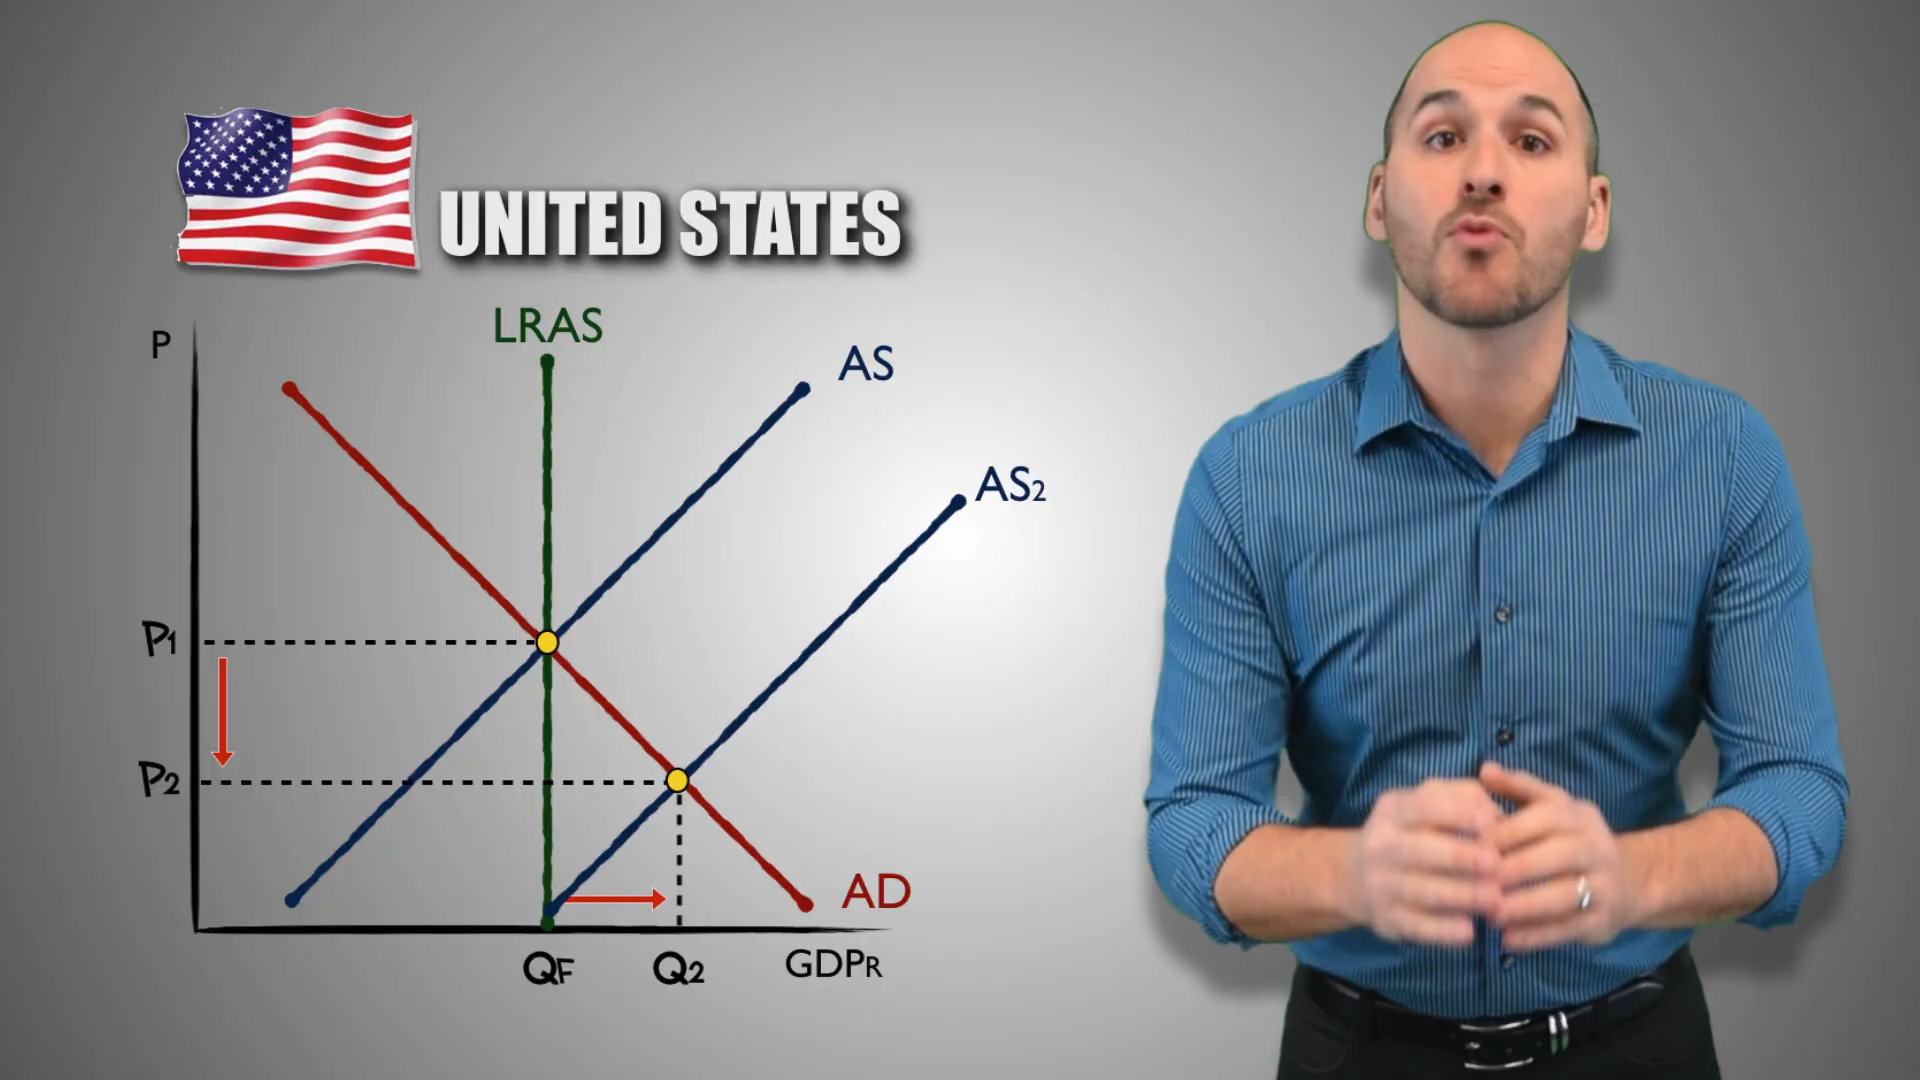 UNITED STATES
P
LRAS
AS
AS2
P1
P2
AD
QF
Q2
GDPR